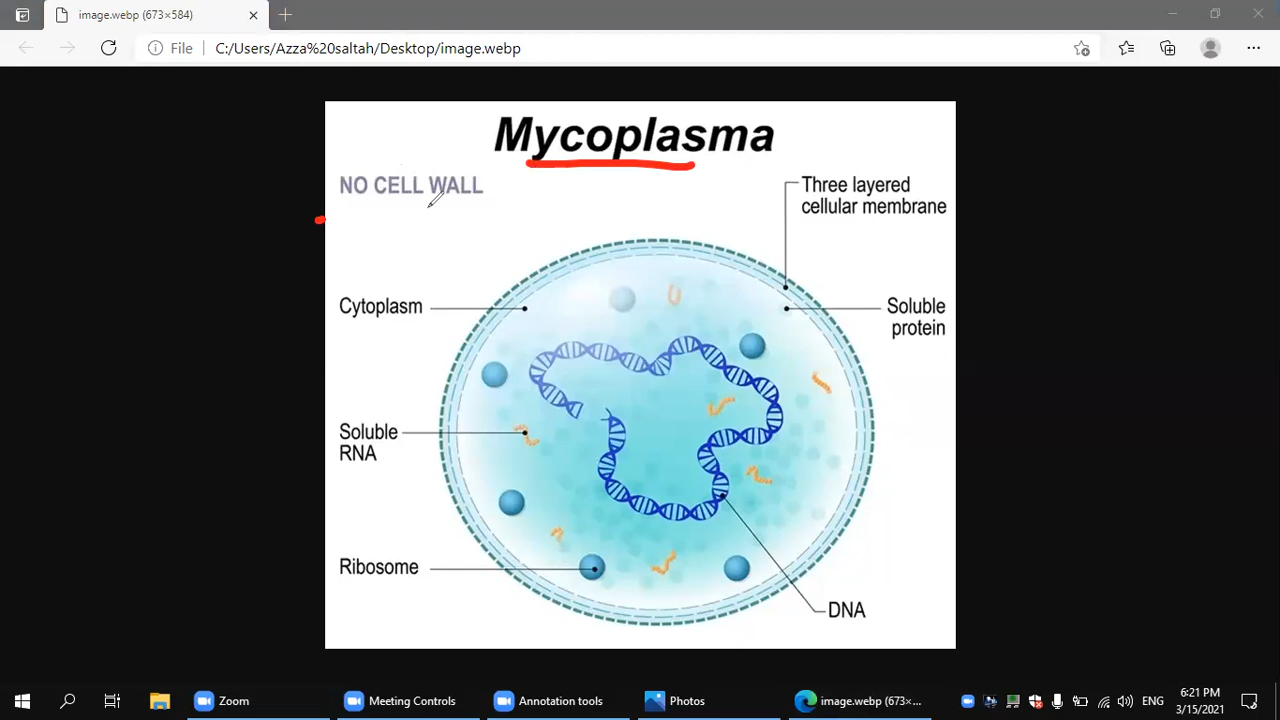 image.webp (673×584)
File
C:/Users/Azza%20saltah/Desktop/image.webp
Mycoplasma
NO CELL WALL
Three layered
cellular membrane
Cytoplasm
Soluble
protein
Soluble
RNA
Ribosome
DNA
Zoom
Meeting Controls
Annotation tools
Photos
image.webp (673×...
ENG
6:21 PM
3/15/2021